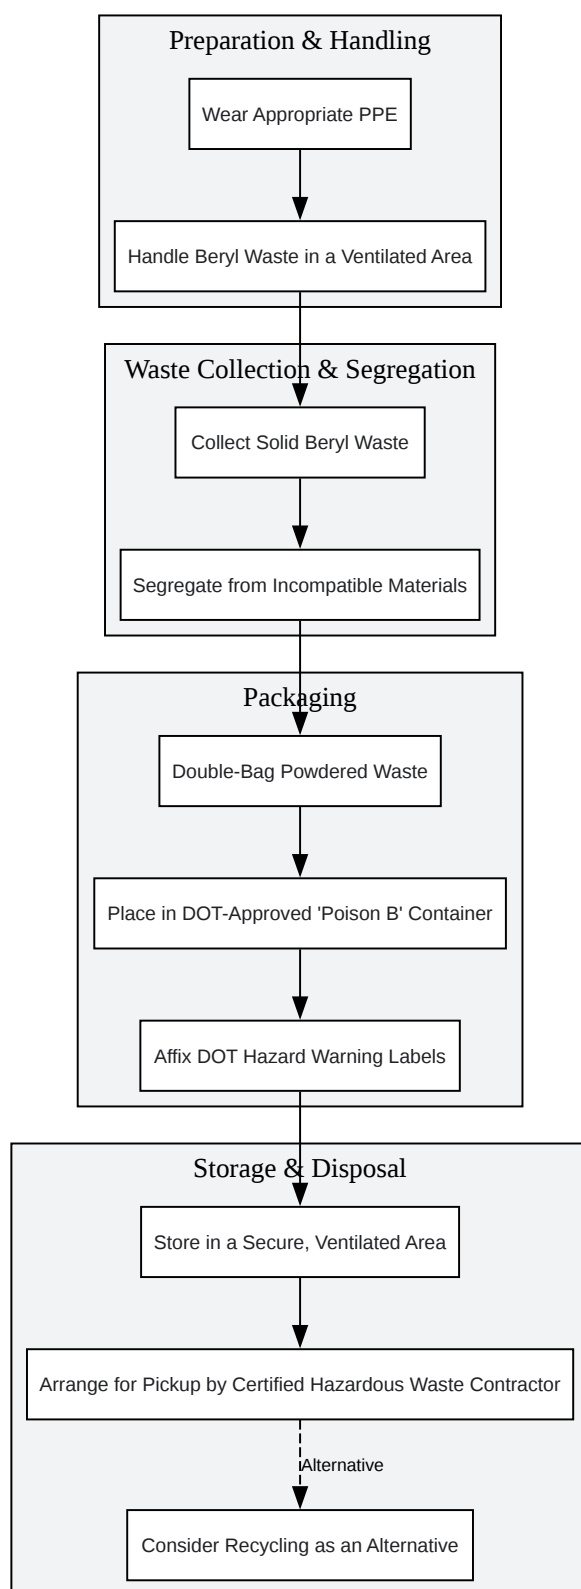 Preparation & Handling
Wear Appropriate PPE
Handle Beryl Waste in a Ventilated Area
Waste Collection & Segregation
Collect Solid Beryl Waste
Segregate from Incompatible Materials
Packaging
Double-Bag Powdered Waste
Place in DOT-Approved 'Poison B' Container
Affix DOT Hazard Warning Labels
Storage & Disposal
Store in a Secure, Ventilated Area
Arrange for Pickup by Certified Hazardous Waste Contractor
Alternative
Consider Recycling as an Alternative